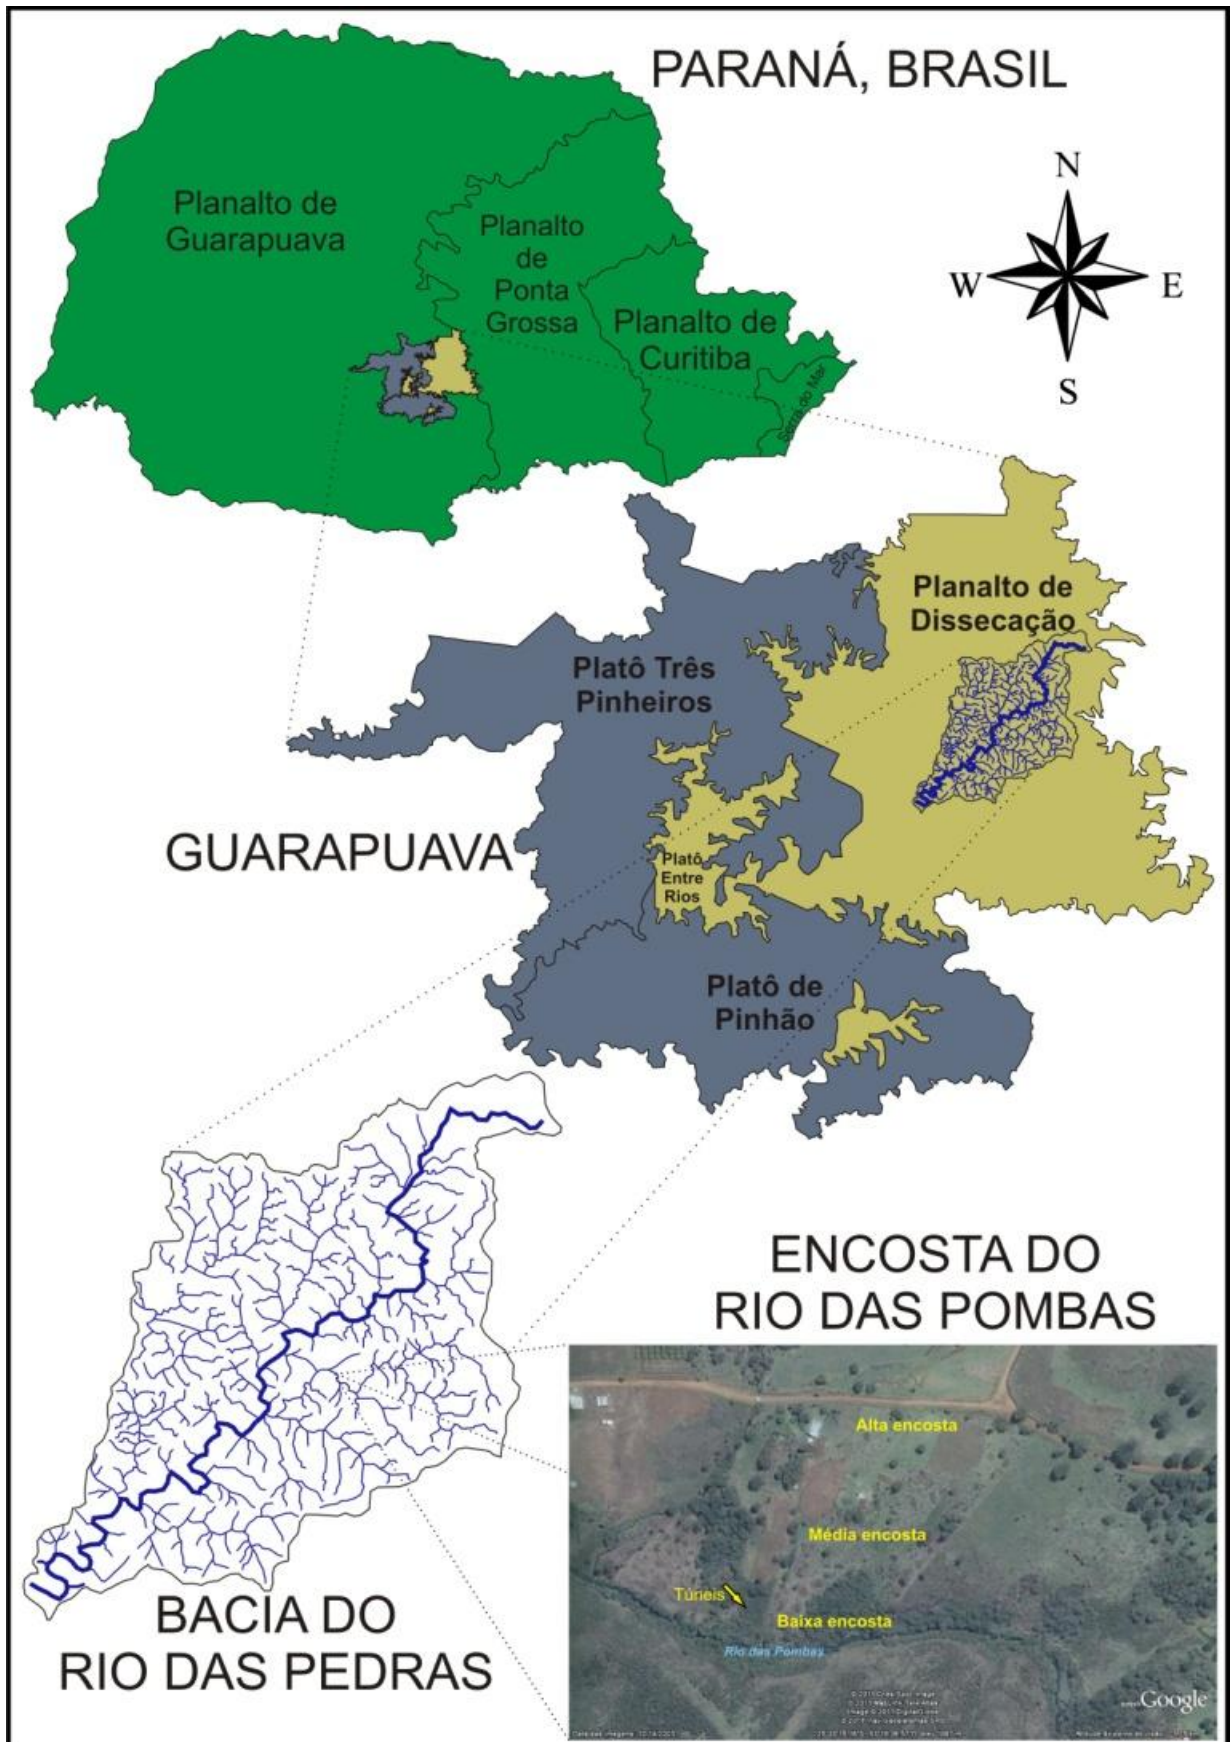 PARANÁ, BRASIL
N
W
E
S
Planalto de
Guarapuava
Planalto
de
Ponta
Grossa
Planalto de
Curitiba
Serra do Mar
Planalto de
Dissecação
Platô Três
Pinheiros
GUARAPUAVA
Platô
Entre
Rios
Platô de
Pinhão
ENCOSTA DO
RIO DAS POMBAS
Alta encosta
Média encosta
Túneis
Baixa encosta
Rio das Pombas
Google
BACIA DO
RIO DAS PEDRAS